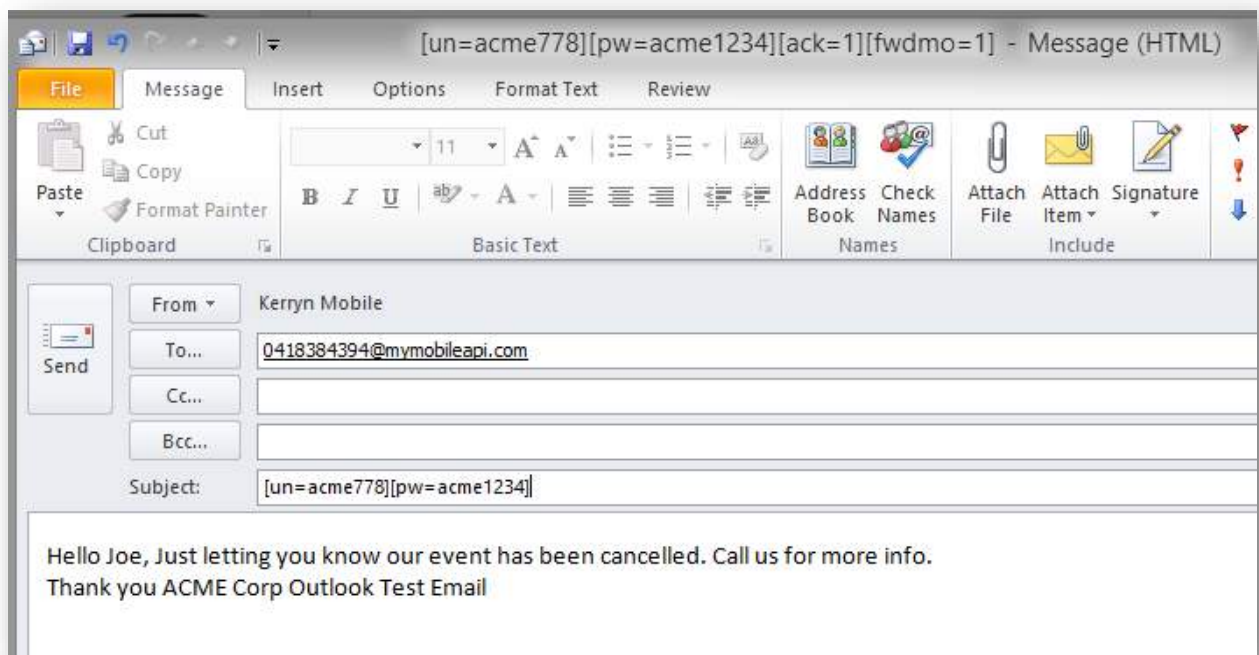 [un=acme778][pw=acme1234][ack=1][fwdmo=1] - Message (HTML)
File Message Insert Options Format Text Review
Cut
Copy
Format Painter
Paste
11 A A Aa
B I U ab A
Address Book
Check Names
Attach File
Attach Item
Signature
Clipboard Basic Text Names Include
From Kerryn Mobile
To... 0418384394@mymobileapi.com
Send
Cc...
Bcc...
Subject: [un=acme778][pw=acme1234]
Hello Joe, Just letting you know our event has been cancelled. Call us for more info.
Thank you ACME Corp Outlook Test Email